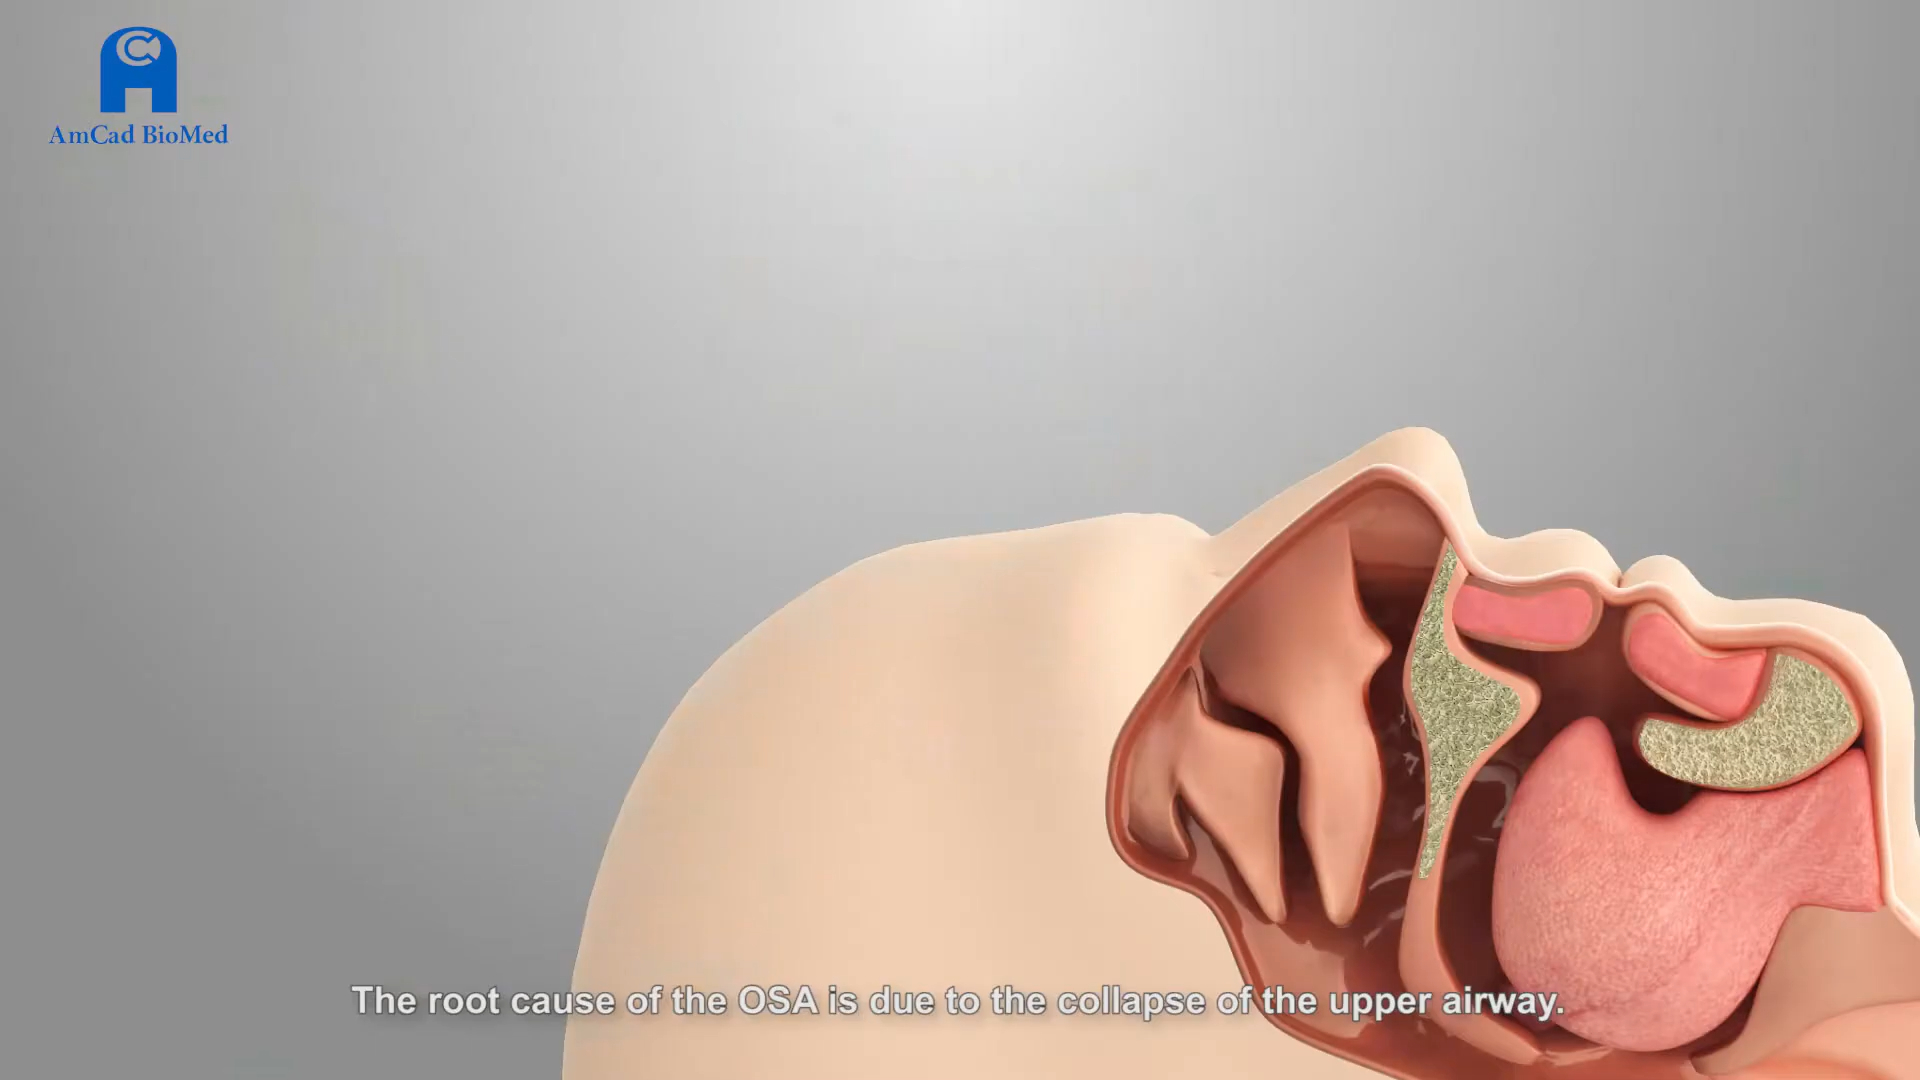 AmCad BioMed
The root cause of the OSA is due to the collapse of the upper airway.